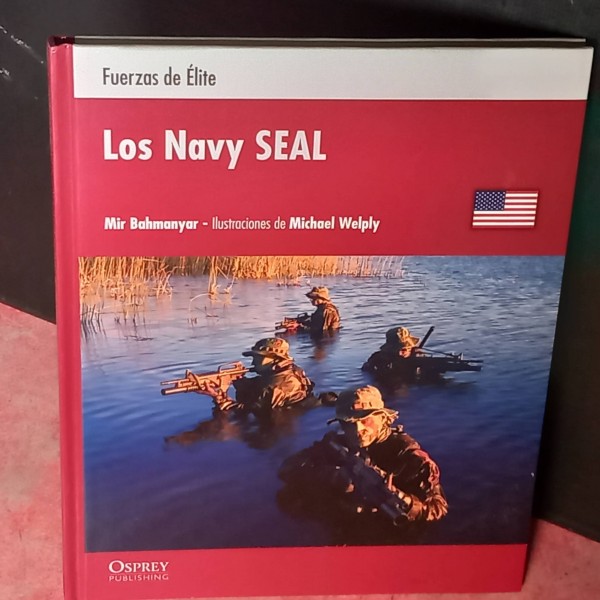 Fuerzas de Élite
Los Navy SEAL
Mir Bahmanyar - Ilustraciones de Michael Welply
OSPREY
PUBLISHING